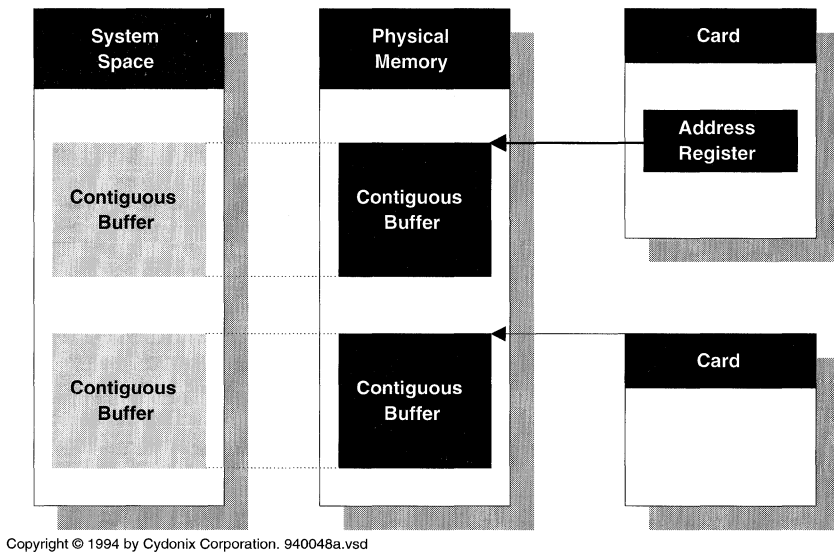 System
Space
Physical
Memory
Card
Address
Register
Contiguous
Buffer
Contiguous
Buffer
Contiguous
Buffer
Contiguous
Buffer
Card
Copyright © 1994 by Cydonix Corporation. 940048a.vsd